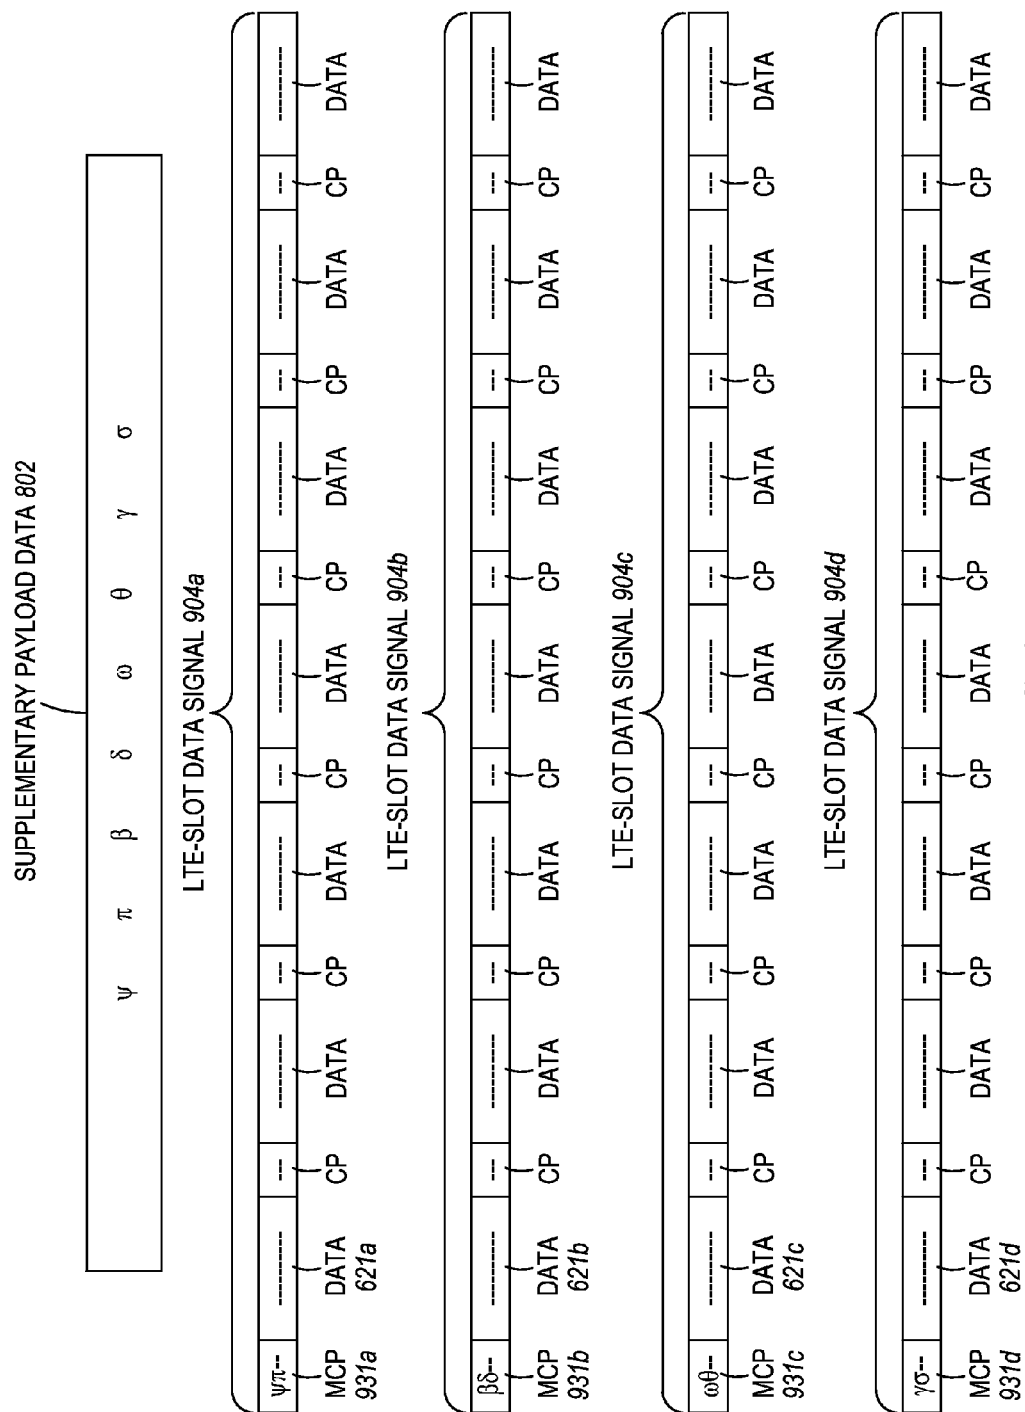 SUPPLEMENTARY PAYLOAD DATA 802
ψ π β δ ω θ γ σ
LTE-SLOT DATA SIGNAL 904a
ψπ--
MCP DATA CP DATA CP DATA CP DATA CP DATA CP DATA CP DATA
931a 621a
LTE-SLOT DATA SIGNAL 904b
βδ--
MCP DATA CP DATA CP DATA CP DATA CP DATA CP DATA CP DATA
931b 621b
LTE-SLOT DATA SIGNAL 904c
ωθ--
MCP DATA CP DATA CP DATA CP DATA CP DATA CP DATA CP DATA
931c 621c
LTE-SLOT DATA SIGNAL 904d
γσ--
MCP DATA CP DATA CP DATA CP DATA CP DATA CP DATA CP DATA
931d 621d